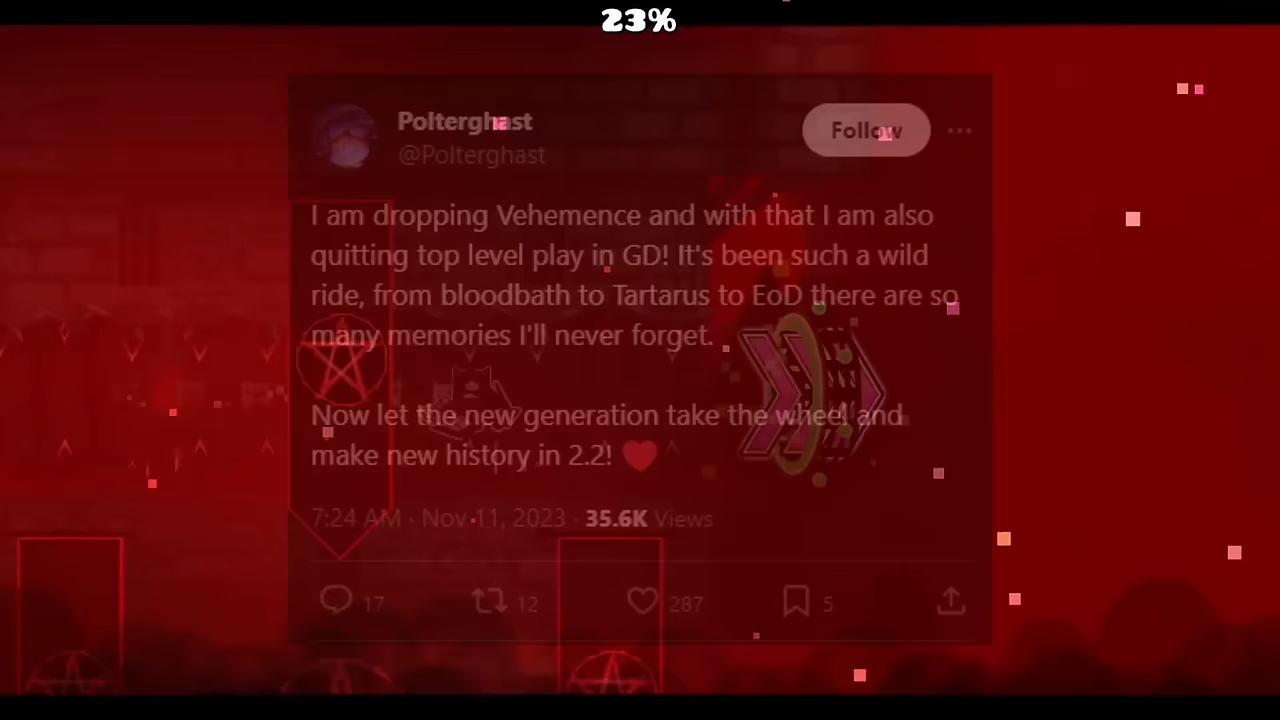 23%
Polterghast
Follow
@Polterghast
I am dropping Vehemence and with that I am also
quitting top level play in GD! It's been such a wild
ride, from bloodbath to Tartarus to EoD there are so
many memories I'll never forget.
Now let the new generation take the wheel and
make new history in 2.2! ❤️
7:24 AM · Nov 11, 2023 · 35.6K Views
17 12 287 5